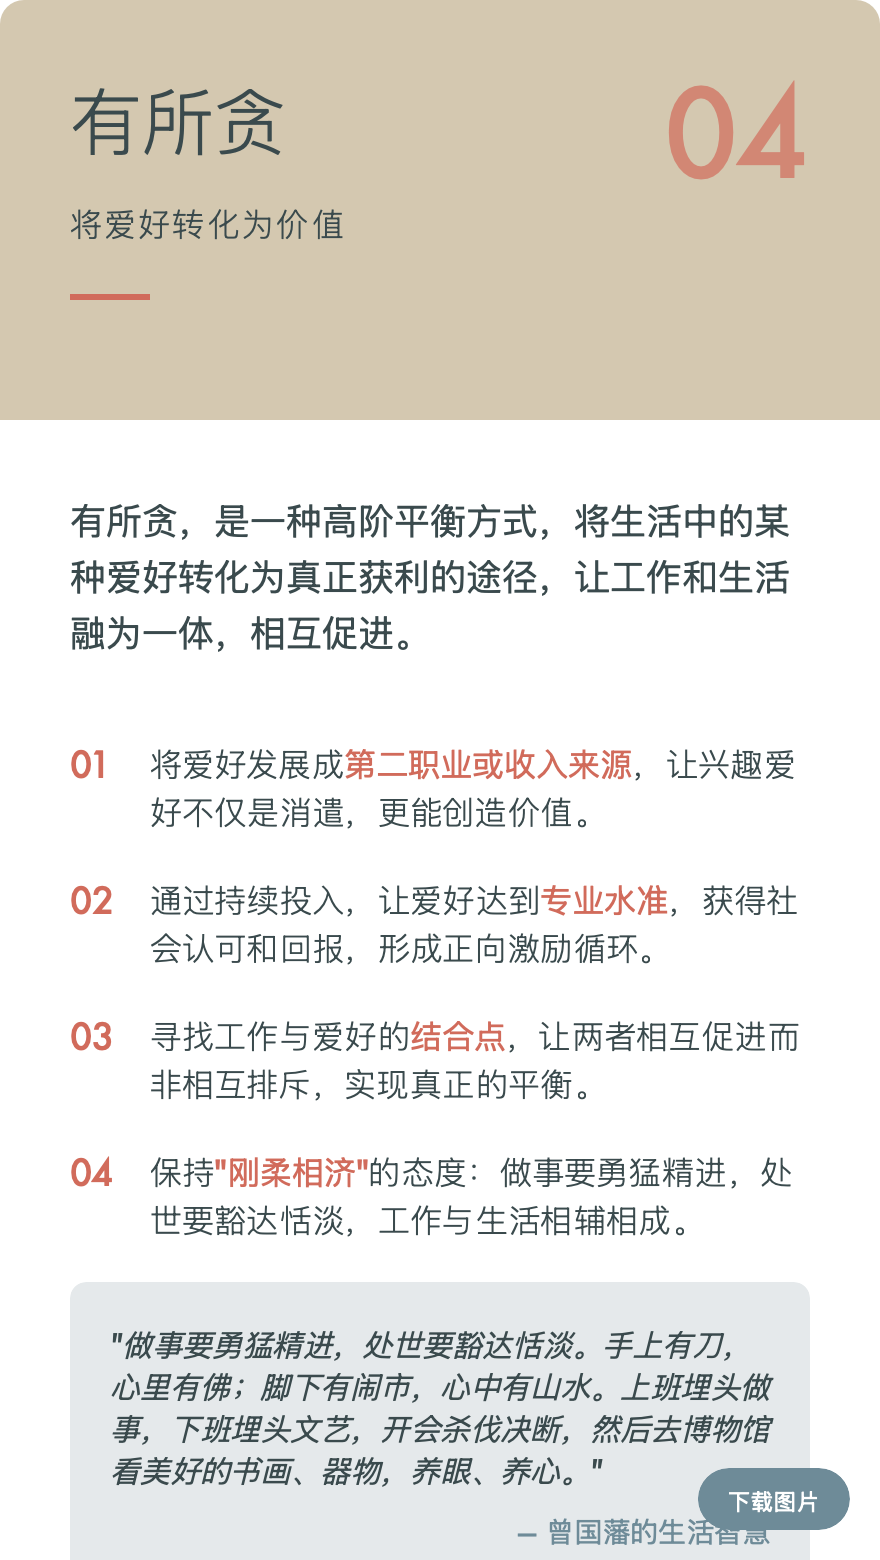 有所贪
04
将爱好转化为价值
有所贪，是一种高阶平衡方式，将生活中的某
种爱好转化为真正获利的途径，让工作和生活
融为一体，相互促进。
01 将爱好发展成第二职业或收入来源，让兴趣爱
好不仅是消遣，更能创造价值。
02 通过持续投入，让爱好达到专业水准，获得社
会认可和回报，形成正向激励循环。
03 寻找工作与爱好的结合点，让两者相互促进而
非相互排斥，实现真正的平衡。
04 保持"刚柔相济"的态度：做事要勇猛精进，处
世要豁达恬淡，工作与生活相辅相成。
"做事要勇猛精进，处世要豁达恬淡。手上有刀，
心里有佛；脚下有闹市，心中有山水。上班埋头做
事，下班埋头文艺，开会杀伐决断，然后去博物馆
看美好的书画、器物，养眼、养心。"
下载图片
— 曾国藩的生活智慧